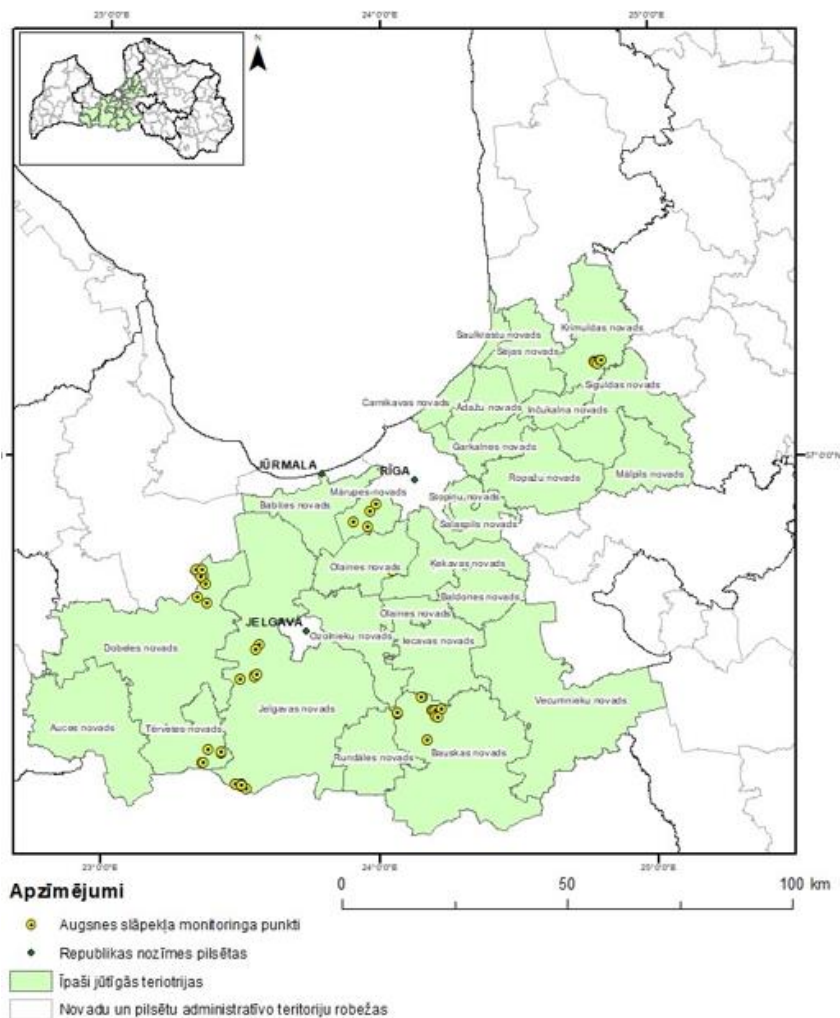 23°0'0"E 24°0'0"E 25°0'0"E
N
Saulkrastu novads
Krimuldas novads
Sējas novads
Siguldas novads
Carnikavas novads
Ādažu novads
Inčukalna novads
Garkalnes novads
57°0'0"N
JŪRMALA
RĪGA
Ropažu novads
Mālpils novads
Mārupes novads
Stopiņu novads
Babītes novads
Salaspils novads
Olaines novads
Ķekavas novads
Baldones novads
JELGAVA
Olaines novads
Ozolnieku novads
Iecavas novads
Dobeles novads
Vecumnieku novads
Jelgavas novads
Auces novads
Tērvetes novads
Rundāles novads
Bauskas novads
23°0'0"E 24°0'0"E 25°0'0"E
Apzīmējumi
0 50 100 km
Augsnes slāpekļa monitoringa punkti
Republikas nozīmes pilsētas
Īpaši jūtīgās teriotrijas
Novadu un pilsētu administratīvo teritoriju robežas